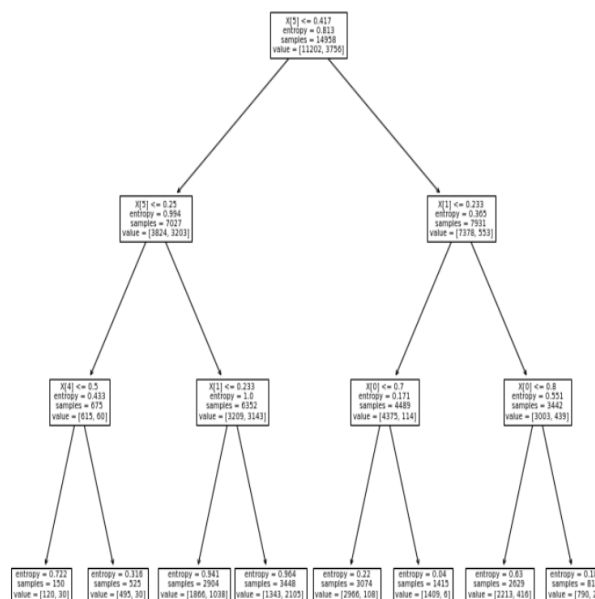 X[5] <= 0.417
entropy = 0.813
samples = 14958
value = [11202, 3756]
X[5] <= 0.25
entropy = 0.994
samples = 7027
value = [3824, 3203]
X[1] <= 0.233
entropy = 0.365
samples = 7931
value = [7378, 553]
X[4] <= 0.5
entropy = 0.433
samples = 675
value = [615, 60]
X[1] <= 0.233
entropy = 1.0
samples = 6352
value = [3209, 3143]
X[0] <= 0.7
entropy = 0.171
samples = 4489
value = [4375, 114]
X[0] <= 0.8
entropy = 0.551
samples = 3442
value = [3003, 439]
entropy = 0.722
samples = 150
value = [120, 30]
entropy = 0.316
samples = 525
value = [495, 30]
entropy = 0.941
samples = 2904
value = [1866, 1038]
entropy = 0.964
samples = 3448
value = [1343, 2105]
entropy = 0.22
samples = 3074
value = [2966, 108]
entropy = 0.04
samples = 1415
value = [1409, 6]
entropy = 0.63
samples = 2629
value = [2213, 416]
entropy =
samples =
value = [790,